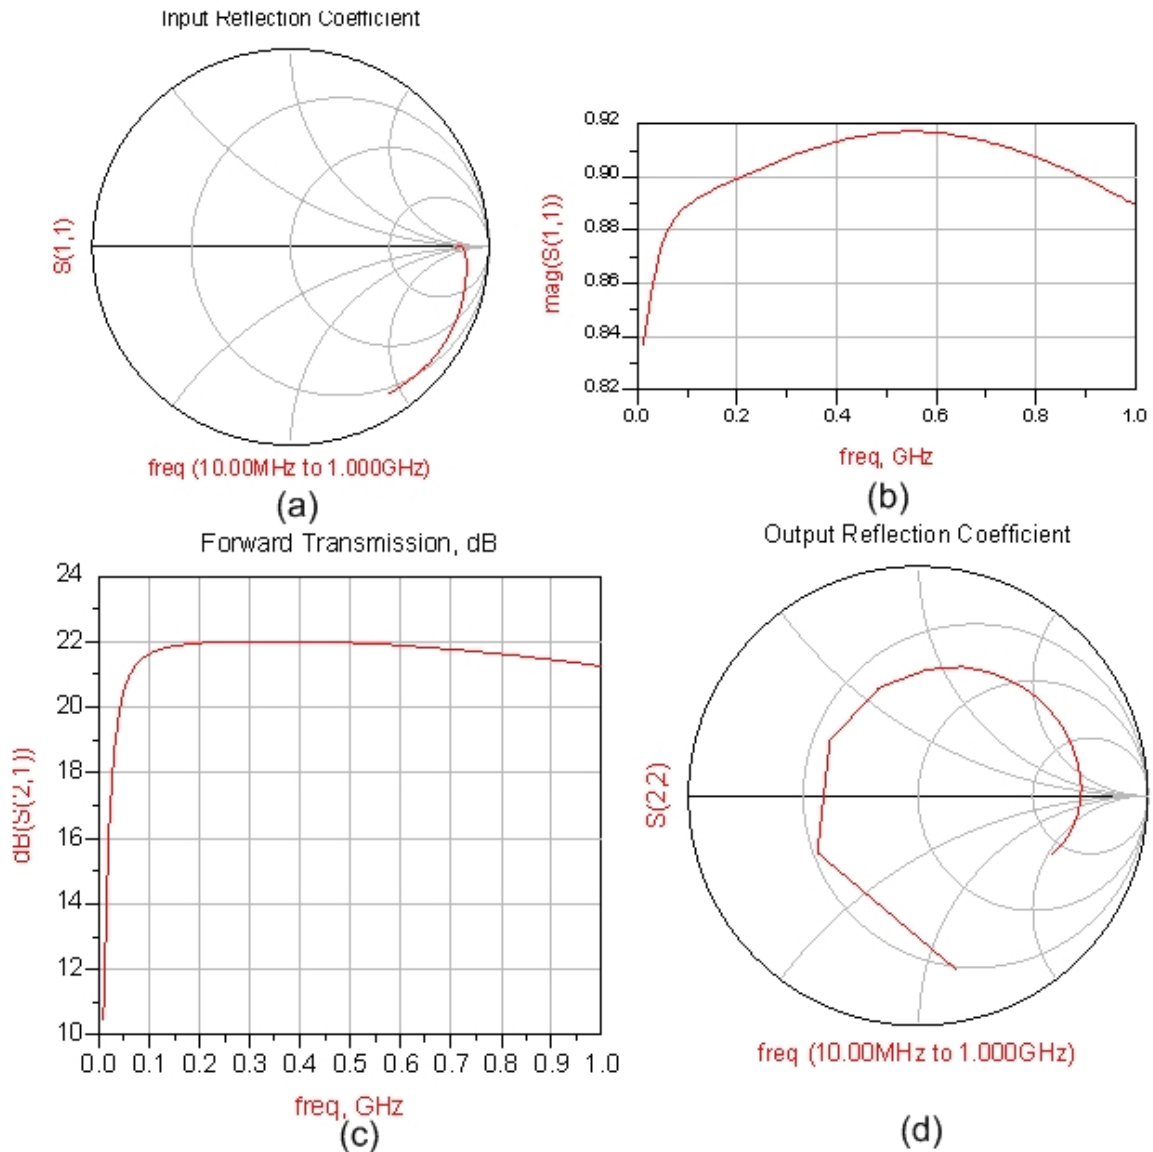 Input Reflection Coefficient
S(1,1)
freq (10.00MHz to 1.000GHz)
(a)
mag(S(1,1))
0.92
0.90
0.88
0.86
0.84
0.82
0.0 0.2 0.4 0.6 0.8 1.0
freq, GHz
(b)
Forward Transmission, dB
dB(S(2,1))
24
22
20
18
16
14
12
10
0.0 0.1 0.2 0.3 0.4 0.5 0.6 0.7 0.8 0.9 1.0
freq, GHz
(c)
Output Reflection Coefficient
S(2,2)
freq (10.00MHz to 1.000GHz)
(d)